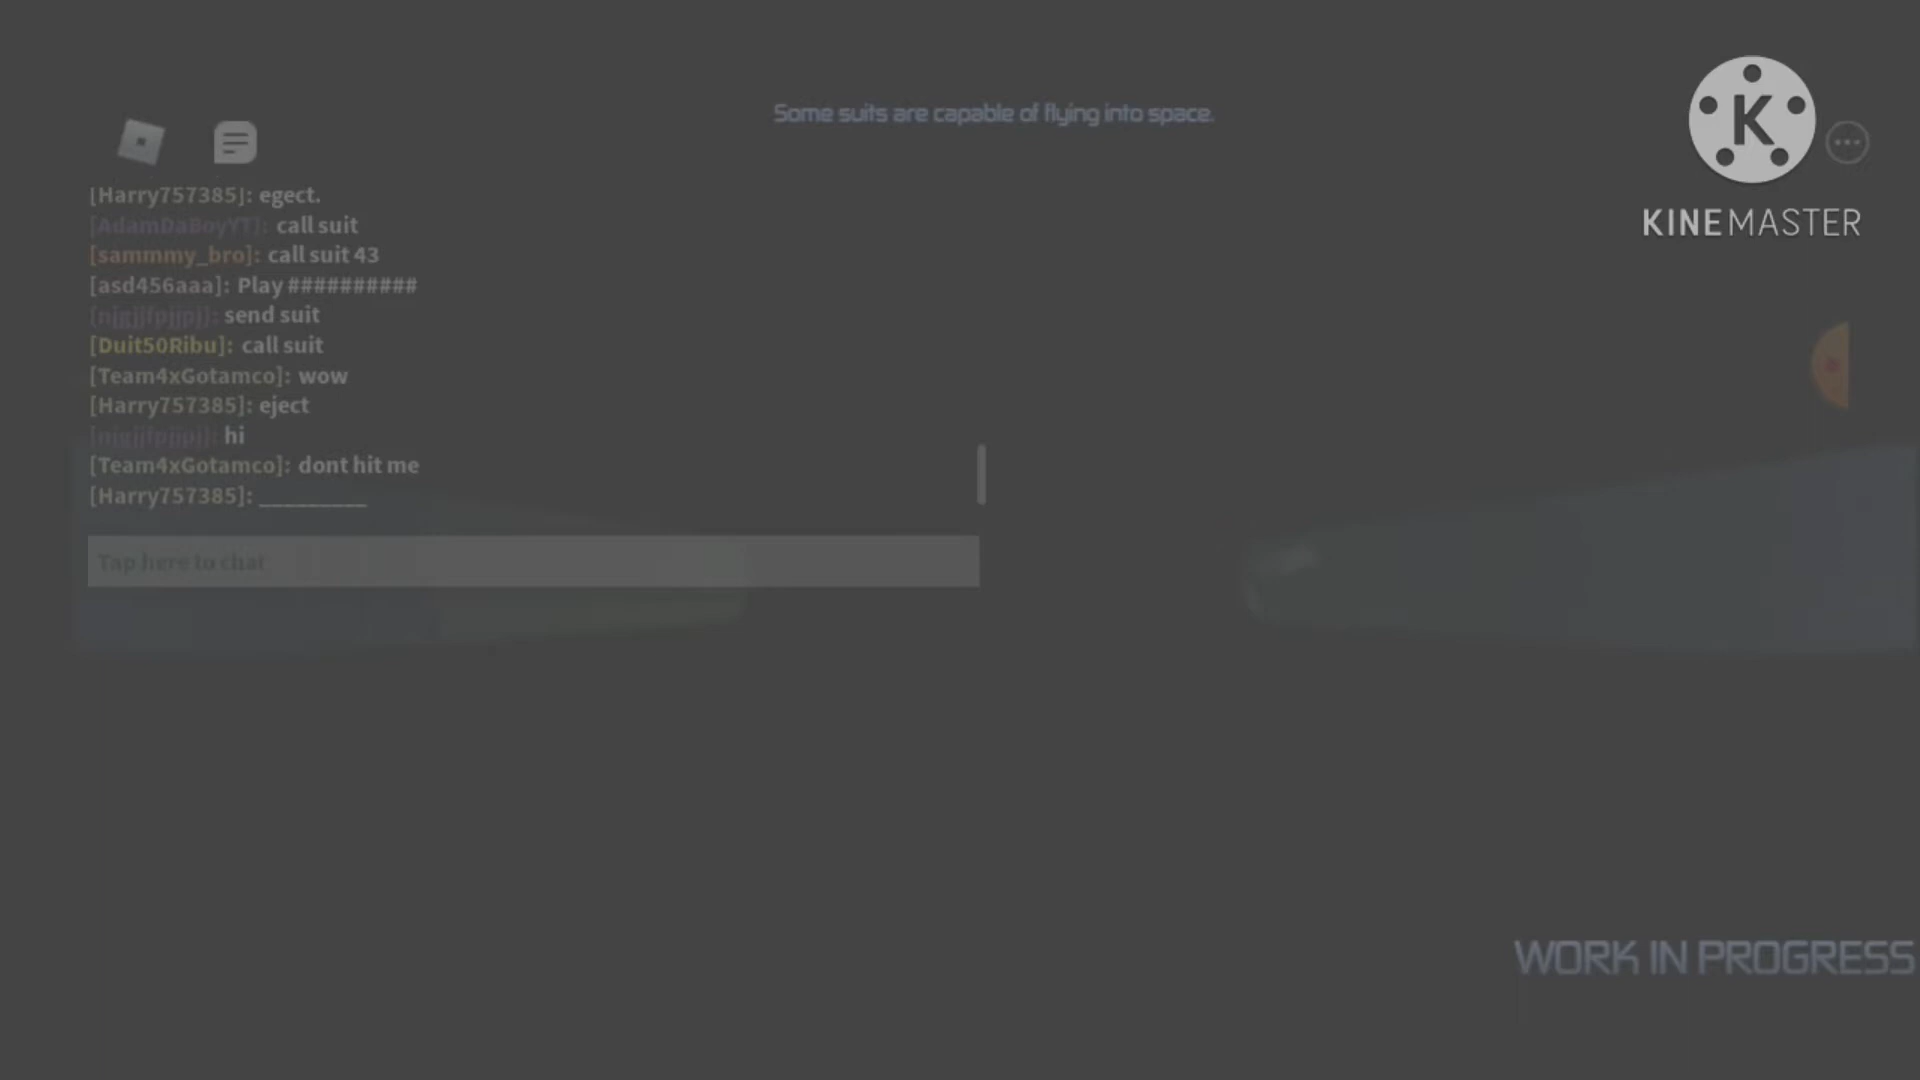 Some suits are capable of flying into space.
KINEMASTER
[Harry757385]: egect.
[AdamDaBoyYT]: call suit
[sammmy_bro]: call suit 43
[asd456aaa]: Play ##########
send suit
[Duit50Ribu]: call suit
[Team4xGotamco]: wow
[Harry757385]: eject
hi
[Team4xGotamco]: dont hit me
[Harry757385]: _________
Tap here to chat
WORK IN PROGRESS